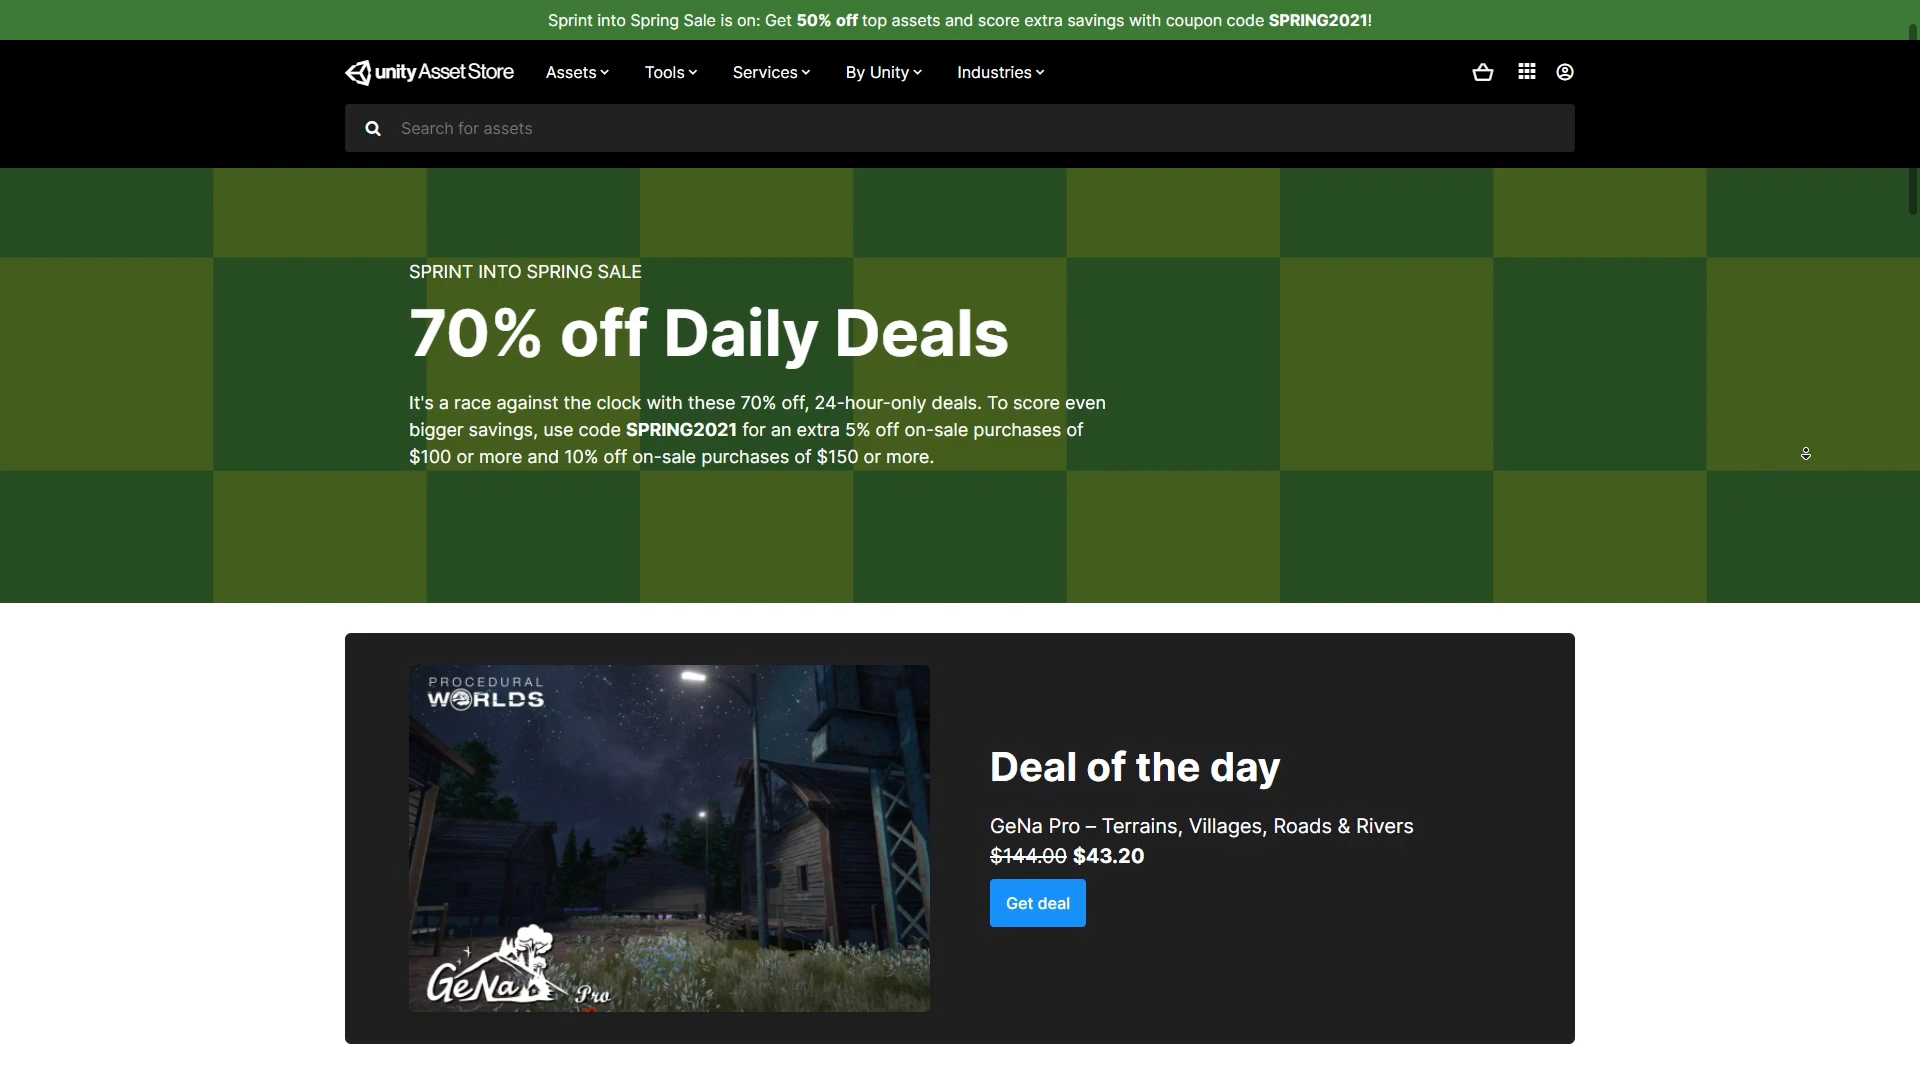 Sprint into Spring Sale is on: Get 50% off top assets and score extra savings with coupon code SPRING2021!
unity Asset Store
Assets
Tools
Services
By Unity
Industries
Search for assets
SPRINT INTO SPRING SALE
70% off Daily Deals
It's a race against the clock with these 70% off, 24-hour-only deals. To score even
bigger savings, use code SPRING2021 for an extra 5% off on-sale purchases of
$100 or more and 10% off on-sale purchases of $150 or more.
PROCEDURAL
WORLDS
GeNa Pro
Deal of the day
GeNa Pro – Terrains, Villages, Roads & Rivers
$144.00 $43.20
Get deal